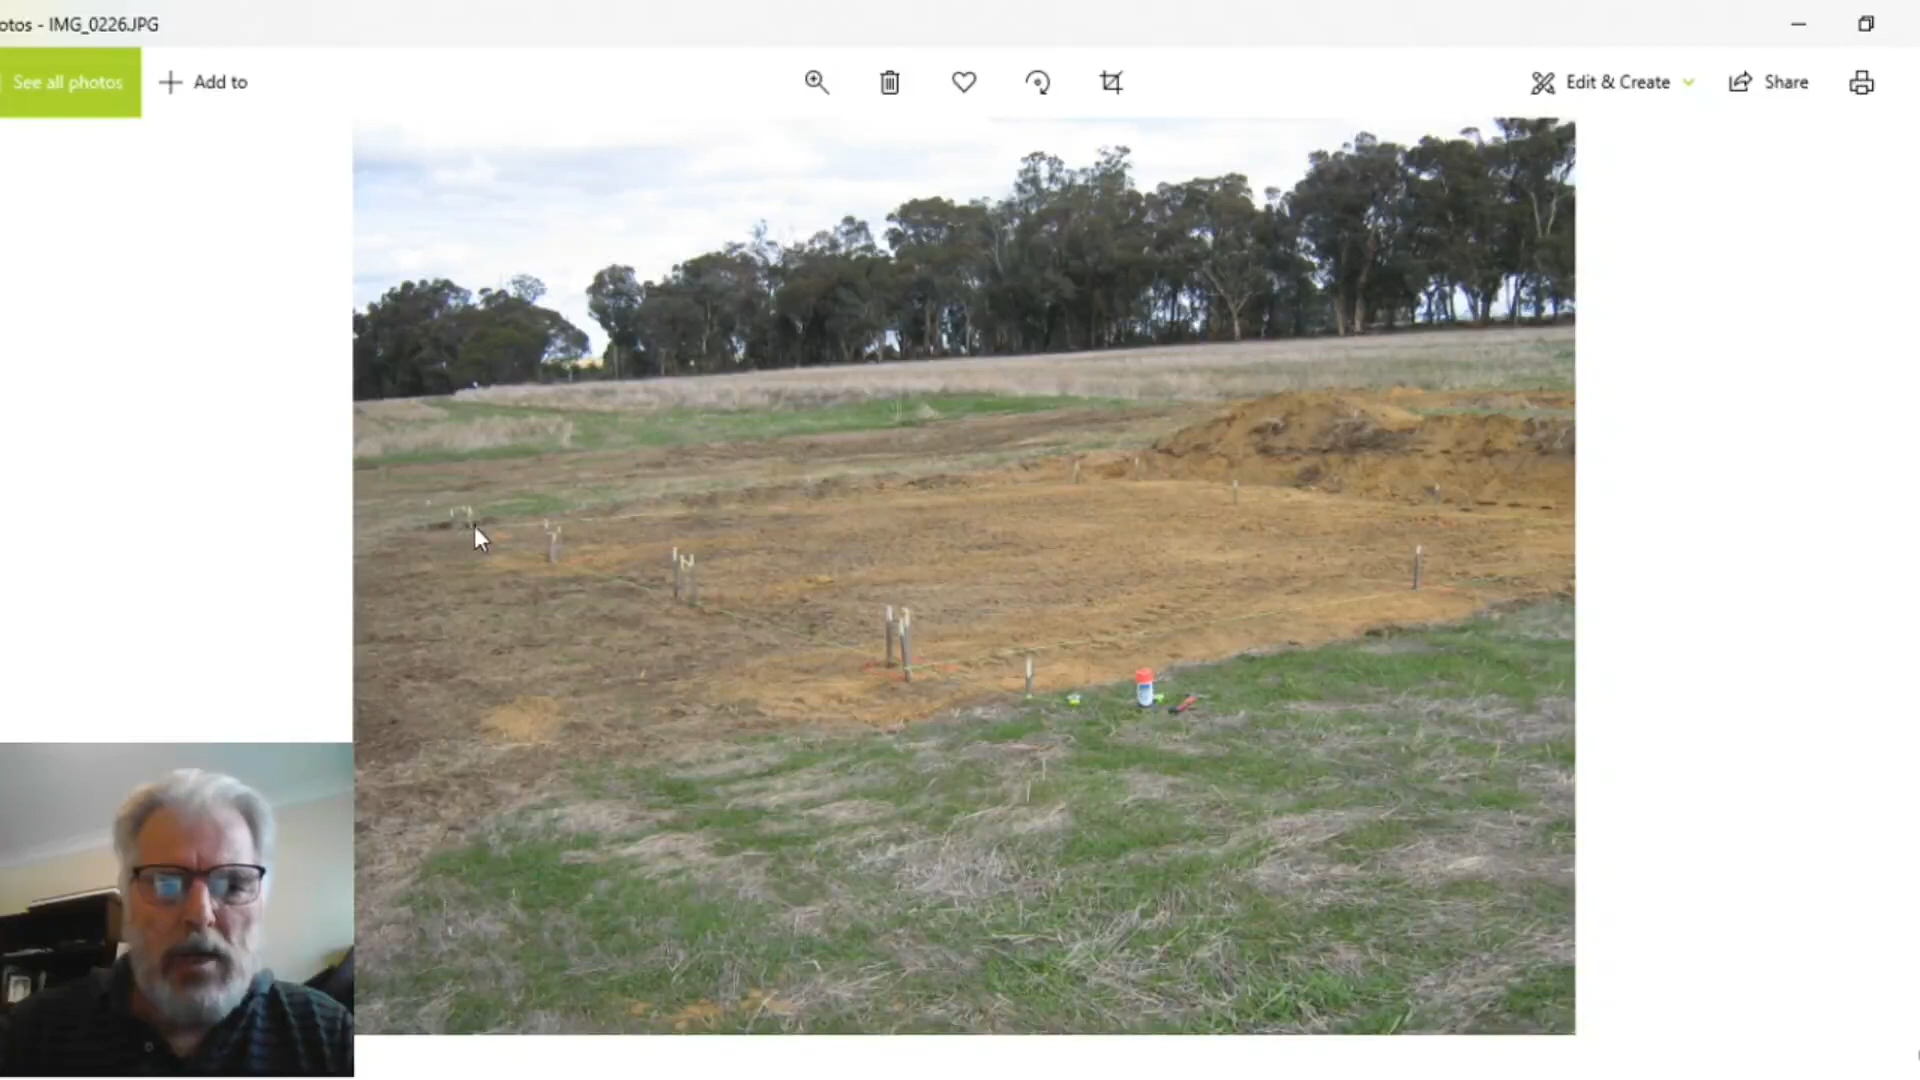 otos - IMG_0226.JPG
See all photos
Add to
Edit & Create
Share